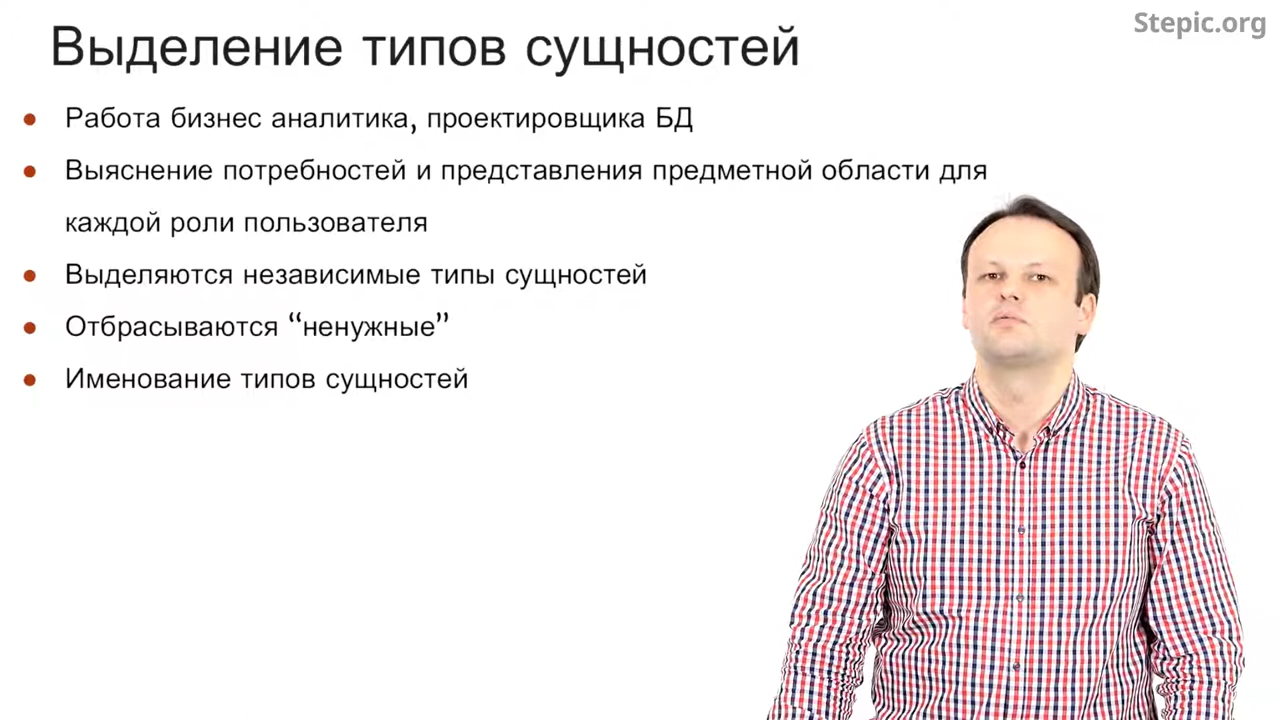 Stepic.org
Выделение типов сущностей
● Работа бизнес аналитика, проектировщика БД
● Выяснение потребностей и представления предметной области для
каждой роли пользователя
● Выделяются независимые типы сущностей
● Отбрасываются “ненужные”
● Именование типов сущностей